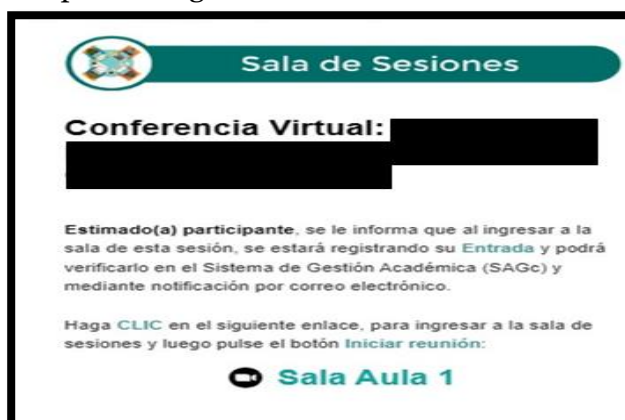 Sala de Sesiones
Conferencia Virtual:
Estimado(a) participante, se le informa que al ingresar a la
sala de esta sesión, se estará registrando su Entrada y podrá
verificarlo en el Sistema de Gestión Académica (SAGc) y
mediante notificación por correo electrónico.
Haga CLIC en el siguiente enlace, para ingresar a la sala de
sesiones y luego pulse el botón Iniciar reunión:
Sala Aula 1